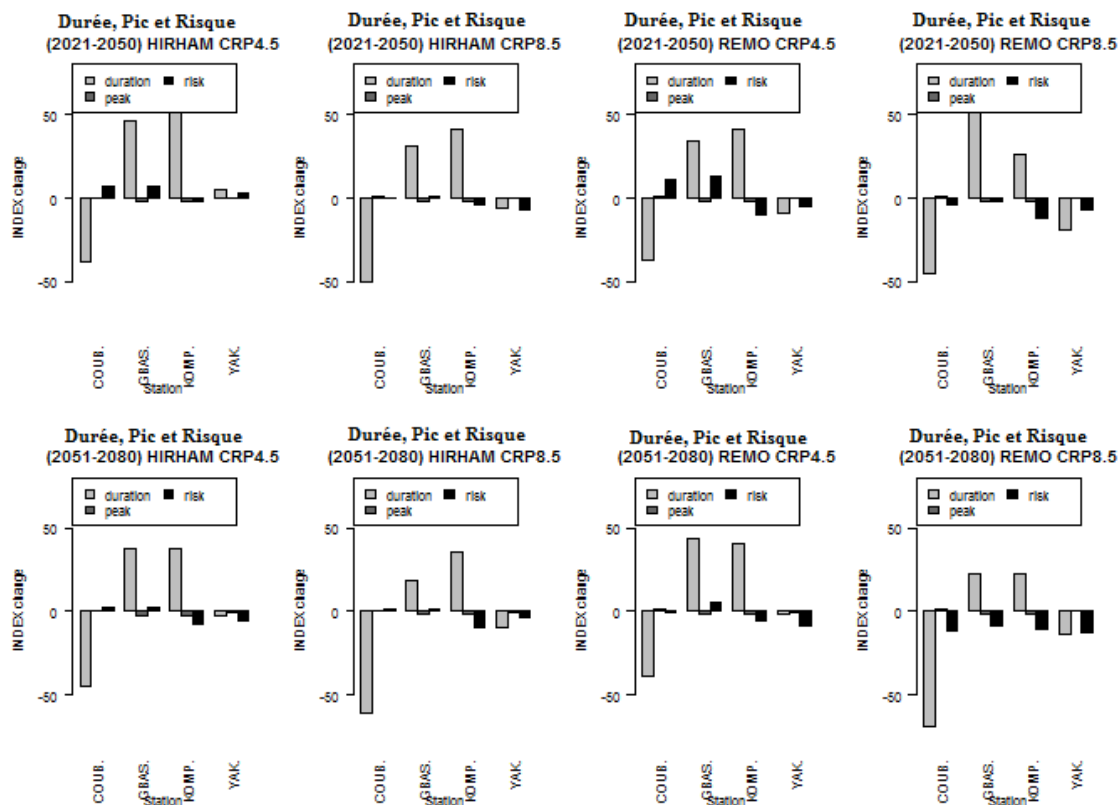 Durée, Pic et Risque
(2021-2050) HIRHAM CRP4.5
duration
risk
peak
INDEX change
50
0
-50
COUB.
GBAS.
KOMP.
YAK.
Station
Durée, Pic et Risque
(2021-2050) HIRHAM CRP8.5
duration
risk
peak
INDEX change
50
0
-50
COUB.
GBAS.
KOMP.
YAK.
Station
Durée, Pic et Risque
(2021-2050) REMO CRP4.5
duration
risk
peak
INDEX change
50
0
-50
COUB.
GBAS.
KOMP.
YAK.
Station
Durée, Pic et Risque
(2021-2050) REMO CRP8.5
duration
risk
peak
INDEX change
50
0
-50
COUB.
GBAS.
KOMP.
YAK.
Station
Durée, Pic et Risque
(2051-2080) HIRHAM CRP4.5
duration
risk
peak
INDEX change
50
0
-50
COUB.
GBAS.
KOMP.
YAK.
Station
Durée, Pic et Risque
(2051-2080) HIRHAM CRP8.5
duration
risk
peak
INDEX change
50
0
-50
COUB.
GBAS.
KOMP.
YAK.
Station
Durée, Pic et Risque
(2051-2080) REMO CRP4.5
duration
risk
peak
INDEX change
50
0
-50
COUB.
GBAS.
KOMP.
YAK.
Station
Durée, Pic et Risque
(2051-2080) REMO CRP8.5
duration
risk
peak
INDEX change
50
0
-50
COUB.
GBAS.
KOMP.
YAK.
Station